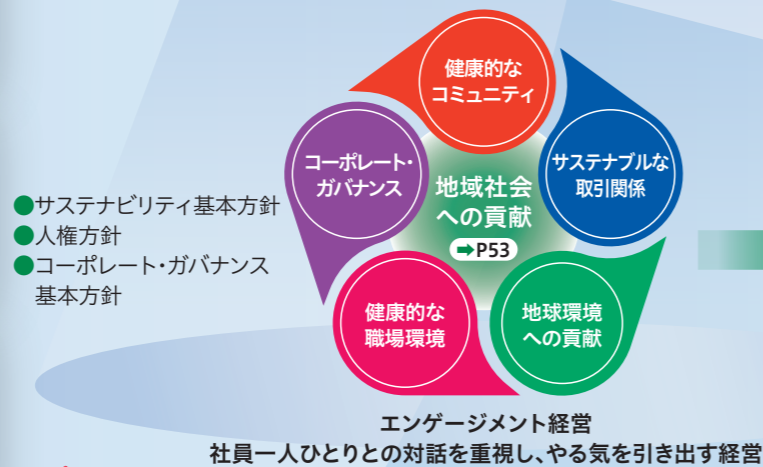 健康的な
コミュニティ
サステナブルな
取引関係
地球環境
への貢献
健康的な
職場環境
コーポレート・
ガバナンス
地域社会
への貢献
➡P53
●サステナビリティ基本方針
●人権方針
●コーポレート・ガバナンス
基本方針
エンゲージメント経営
社員一人ひとりとの対話を重視し、やる気を引き出す経営